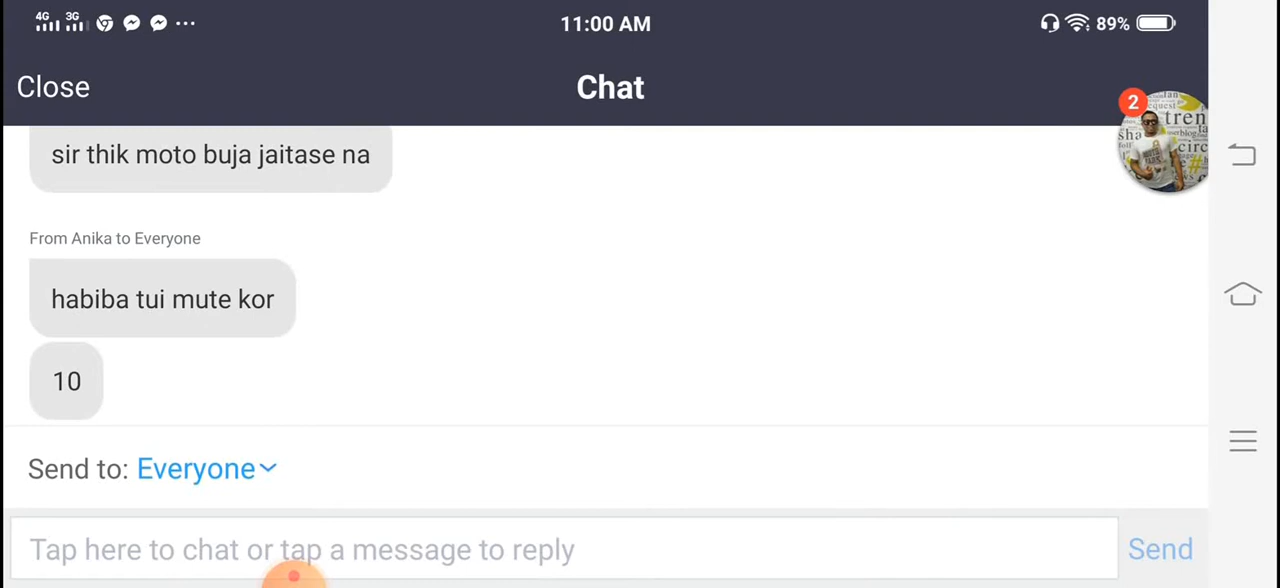 4G 3G 11:00 AM 89%
Close Chat
2
sir thik moto buja jaitase na
From Anika to Everyone
habiba tui mute kor
10
Send to: Everyone
Tap here to chat or tap a message to reply Send